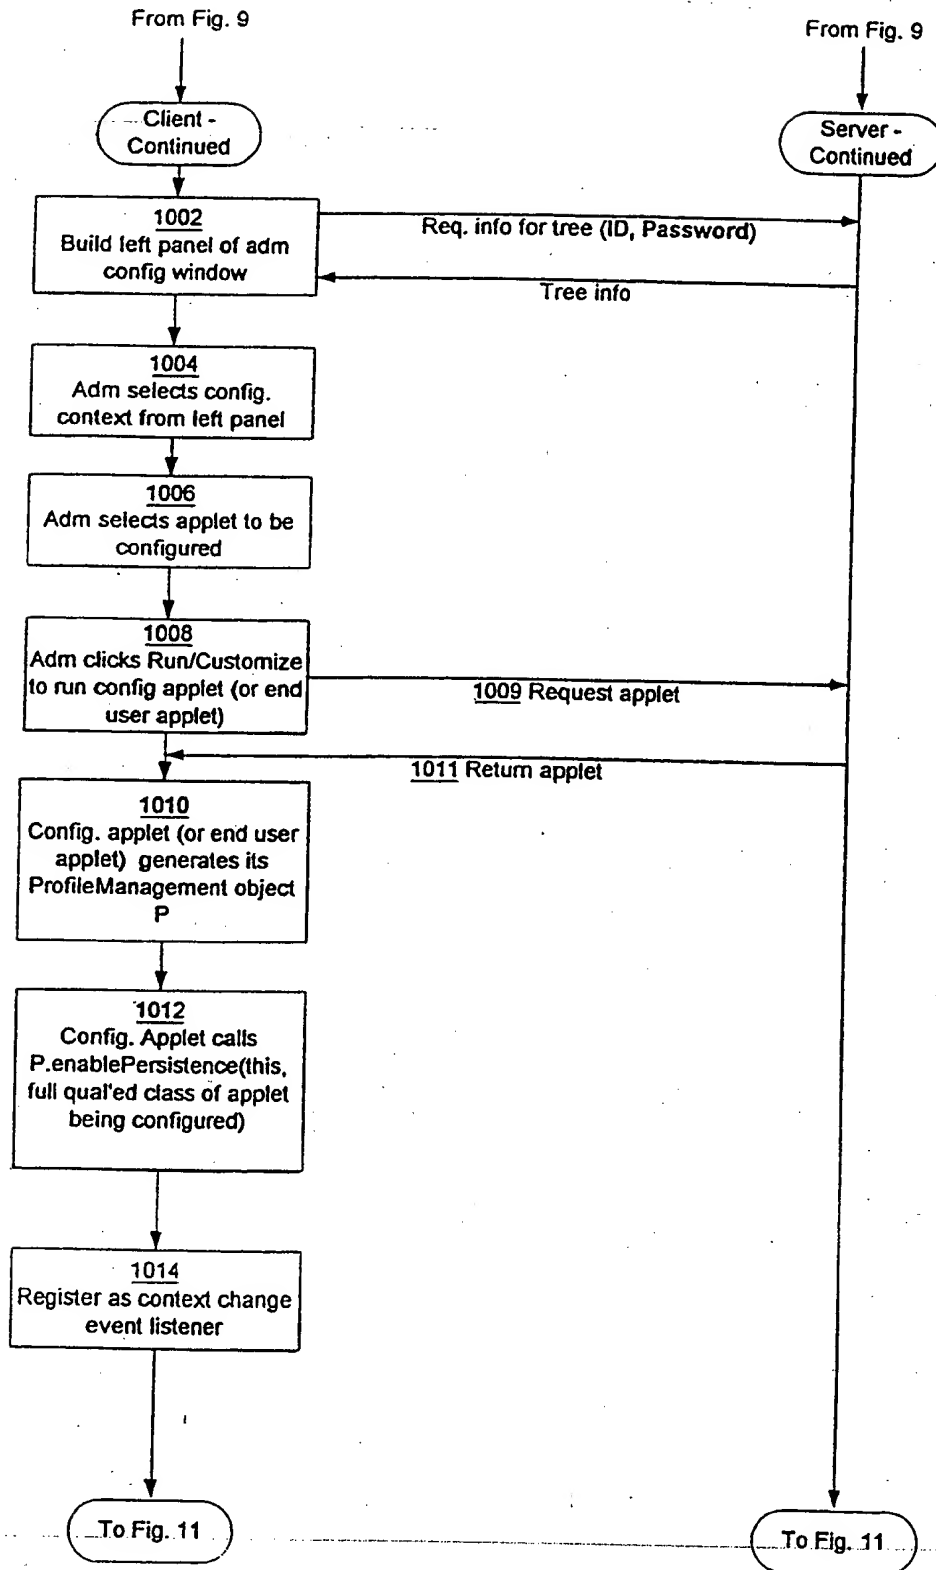 From Fig. 9
From Fig. 9
Client -
Continued
Server -
Continued
1002
Build left panel of adm
config window
Req. info for tree (ID, Password)
Tree info
1004
Adm selects config.
context from left panel
1006
Adm selects applet to be
configured
1008
Adm clicks Run/Customize
to run config applet (or end
user applet)
1009 Request applet
1011 Return applet
1010
Config. applet (or end user
applet) generates its
ProfileManagement object
P
1012
Config. Applet calls
P.enablePersistence(this,
full qual'ed class of applet
being configured)
1014
Register as context change
event listener
To Fig. 11
To Fig. 11